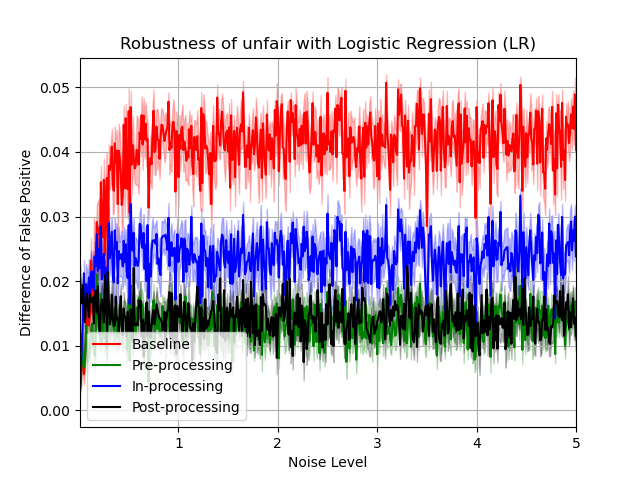 Robustness of unfair with Logistic Regression (LR)
Difference of False Positive
0.05
0.04
0.03
0.02
0.01
0.00
Baseline
Pre-processing
In-processing
Post-processing
1 2 3 4 5
Noise Level